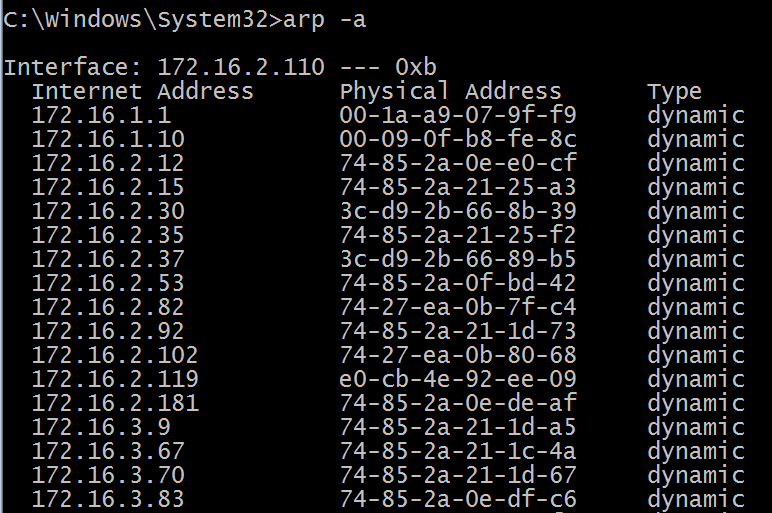 C:\Windows\System32>arp -a
Interface: 172.16.2.110 --- 0xb
Internet Address Physical Address Type
172.16.1.1 00-1a-a9-07-9f-f9 dynamic
172.16.1.10 00-09-0f-b8-fe-8c dynamic
172.16.2.12 74-85-2a-0e-e0-cf dynamic
172.16.2.15 74-85-2a-21-25-a3 dynamic
172.16.2.30 3c-d9-2b-66-8b-39 dynamic
172.16.2.35 74-85-2a-21-25-f2 dynamic
172.16.2.37 3c-d9-2b-66-89-b5 dynamic
172.16.2.53 74-85-2a-0f-bd-42 dynamic
172.16.2.82 74-27-ea-0b-7f-c4 dynamic
172.16.2.92 74-85-2a-21-1d-73 dynamic
172.16.2.102 74-27-ea-0b-80-68 dynamic
172.16.2.119 e0-cb-4e-92-ee-09 dynamic
172.16.2.181 74-85-2a-0e-de-af dynamic
172.16.3.9 74-85-2a-21-1d-a5 dynamic
172.16.3.67 74-85-2a-21-1c-4a dynamic
172.16.3.70 74-85-2a-21-1d-67 dynamic
172.16.3.83 74-85-2a-0e-df-c6 dynamic